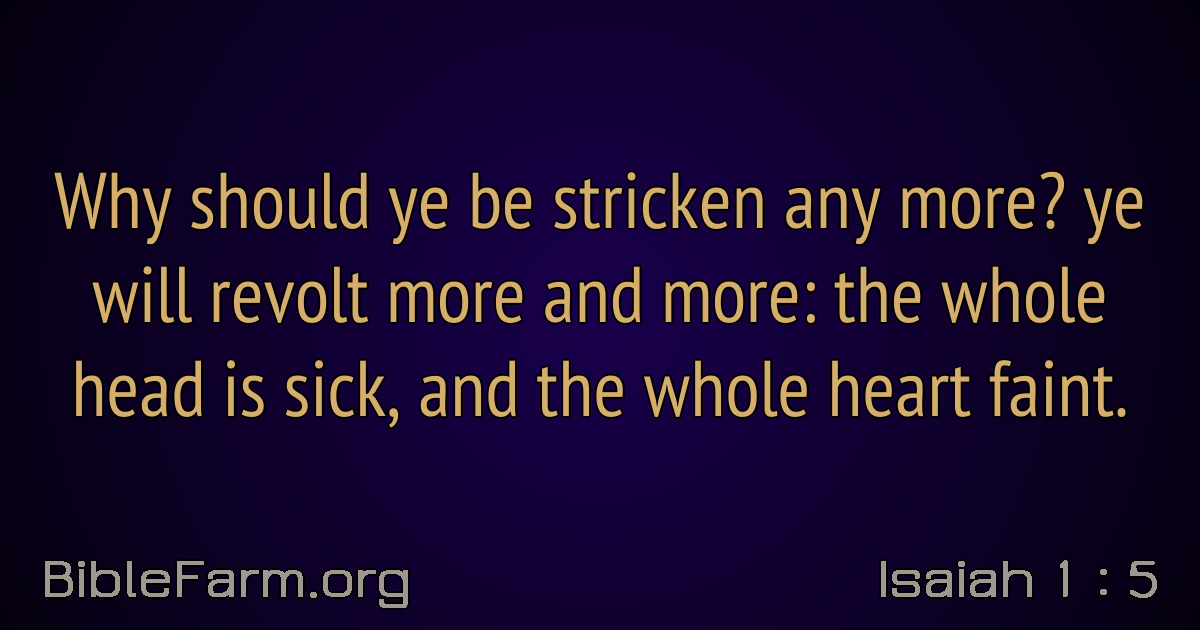 Why should ye be stricken any more? ye
will revolt more and more: the whole
head is sick, and the whole heart faint.
BibleFarm.org
Isaiah 1 : 5